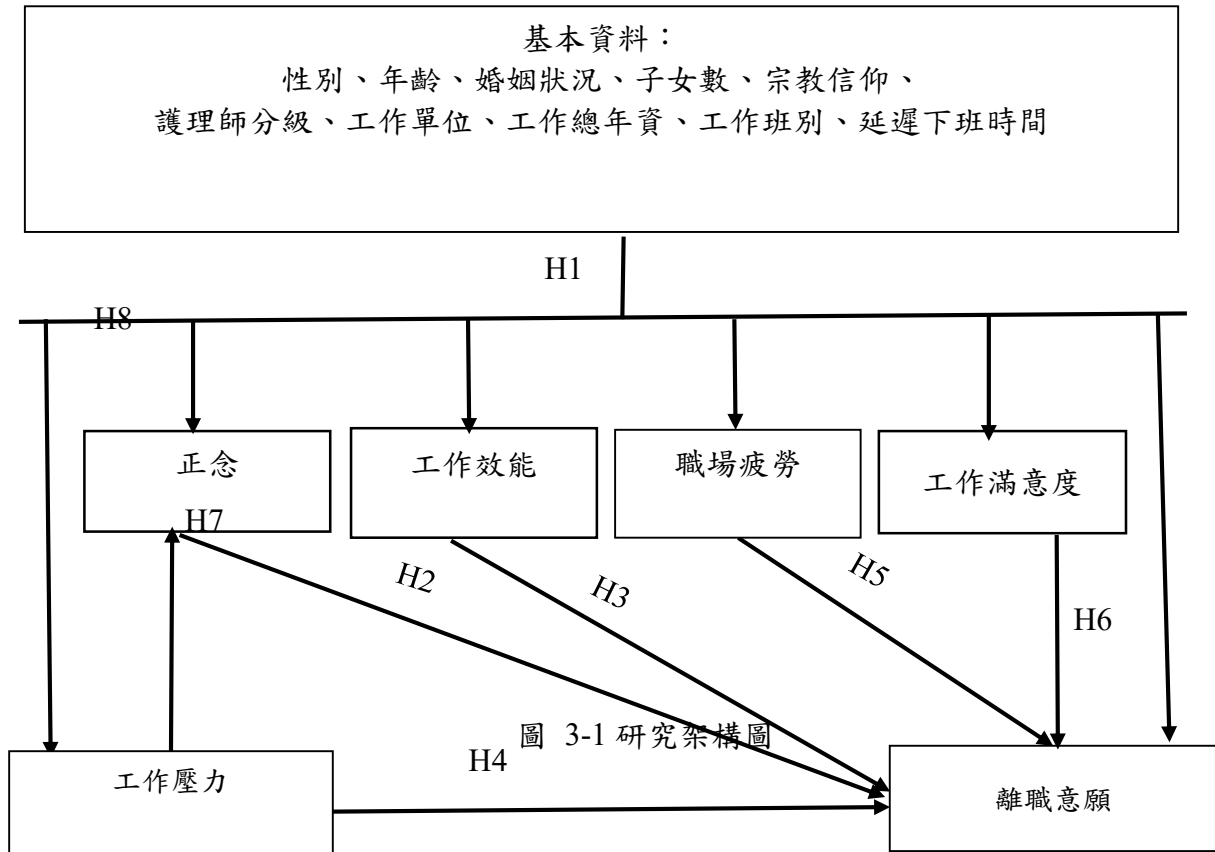 基本資料：
性別、年齡、婚姻狀況、子女數、宗教信仰、
護理師分級、工作單位、工作總年資、工作班別、延遲下班時間
H1
H8
正念
工作效能
職場疲勞
工作滿意度
H7
H2
H3
H5
H6
圖 3-1 研究架構圖
H4
工作壓力
離職意願